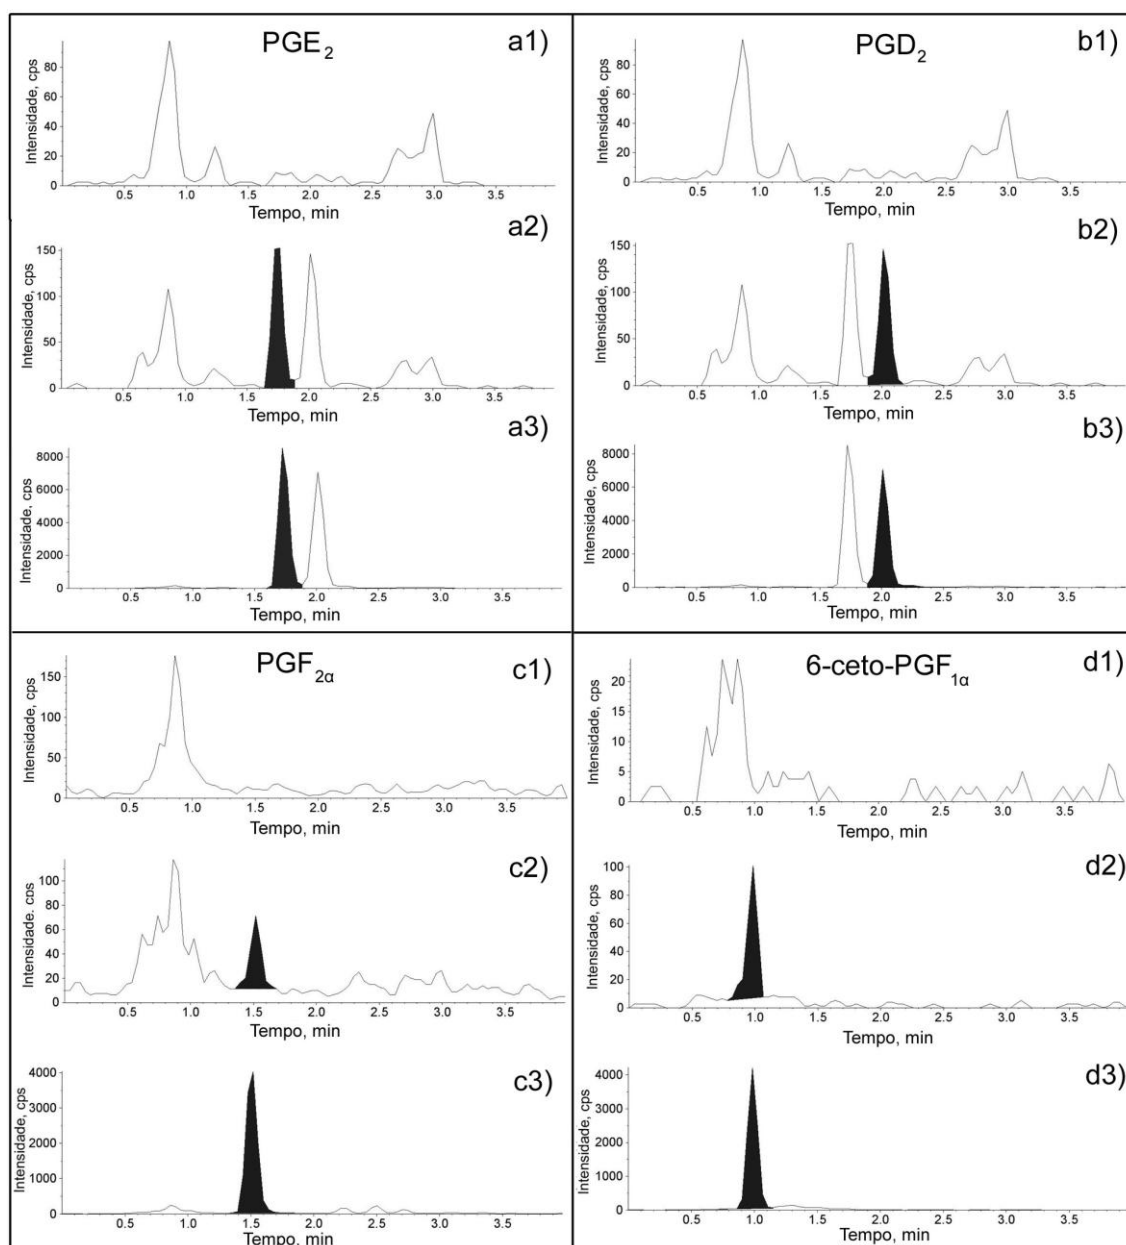 PGE2
a1)
Intensidade, cps
80
60
40
20
0
0.5 1.0 1.5 2.0 2.5 3.0 3.5
Tempo, min
a2)
Intensidade, cps
150
100
50
0
0.5 1.0 1.5 2.0 2.5 3.0 3.5
Tempo, min
a3)
Intensidade, cps
8000
6000
4000
2000
0
0.5 1.0 1.5 2.0 2.5 3.0 3.5
Tempo, min
PGD2
b1)
Intensidade, cps
80
60
40
20
0
0.5 1.0 1.5 2.0 2.5 3.0 3.5
Tempo, min
b2)
Intensidade, cps
150
100
50
0
0.5 1.0 1.5 2.0 2.5 3.0 3.5
Tempo, min
b3)
Intensidade, cps
8000
6000
4000
2000
0
0.5 1.0 1.5 2.0 2.5 3.0 3.5
Tempo, min
PGF2α
c1)
Intensidade, cps
150
100
50
0
0.5 1.0 1.5 2.0 2.5 3.0 3.5
Tempo, min
c2)
Intensidade, cps
100
80
60
40
20
0
0.5 1.0 1.5 2.0 2.5 3.0 3.5
Tempo, min
c3)
Intensidade, cps
4000
3000
2000
1000
0
0.5 1.0 1.5 2.0 2.5 3.0 3.5
Tempo, min
6-ceto-PGF1α
d1)
Intensidade, cps
20
15
10
5
0
0.5 1.0 1.5 2.0 2.5 3.0 3.5
Tempo, min
d2)
Intensidade, cps
100
80
60
40
20
0
0.5 1.0 1.5 2.0 2.5 3.0 3.5
Tempo, min
d3)
Intensidade, cps
4000
3000
2000
1000
0
0.5 1.0 1.5 2.0 2.5 3.0 3.5
Tempo, min